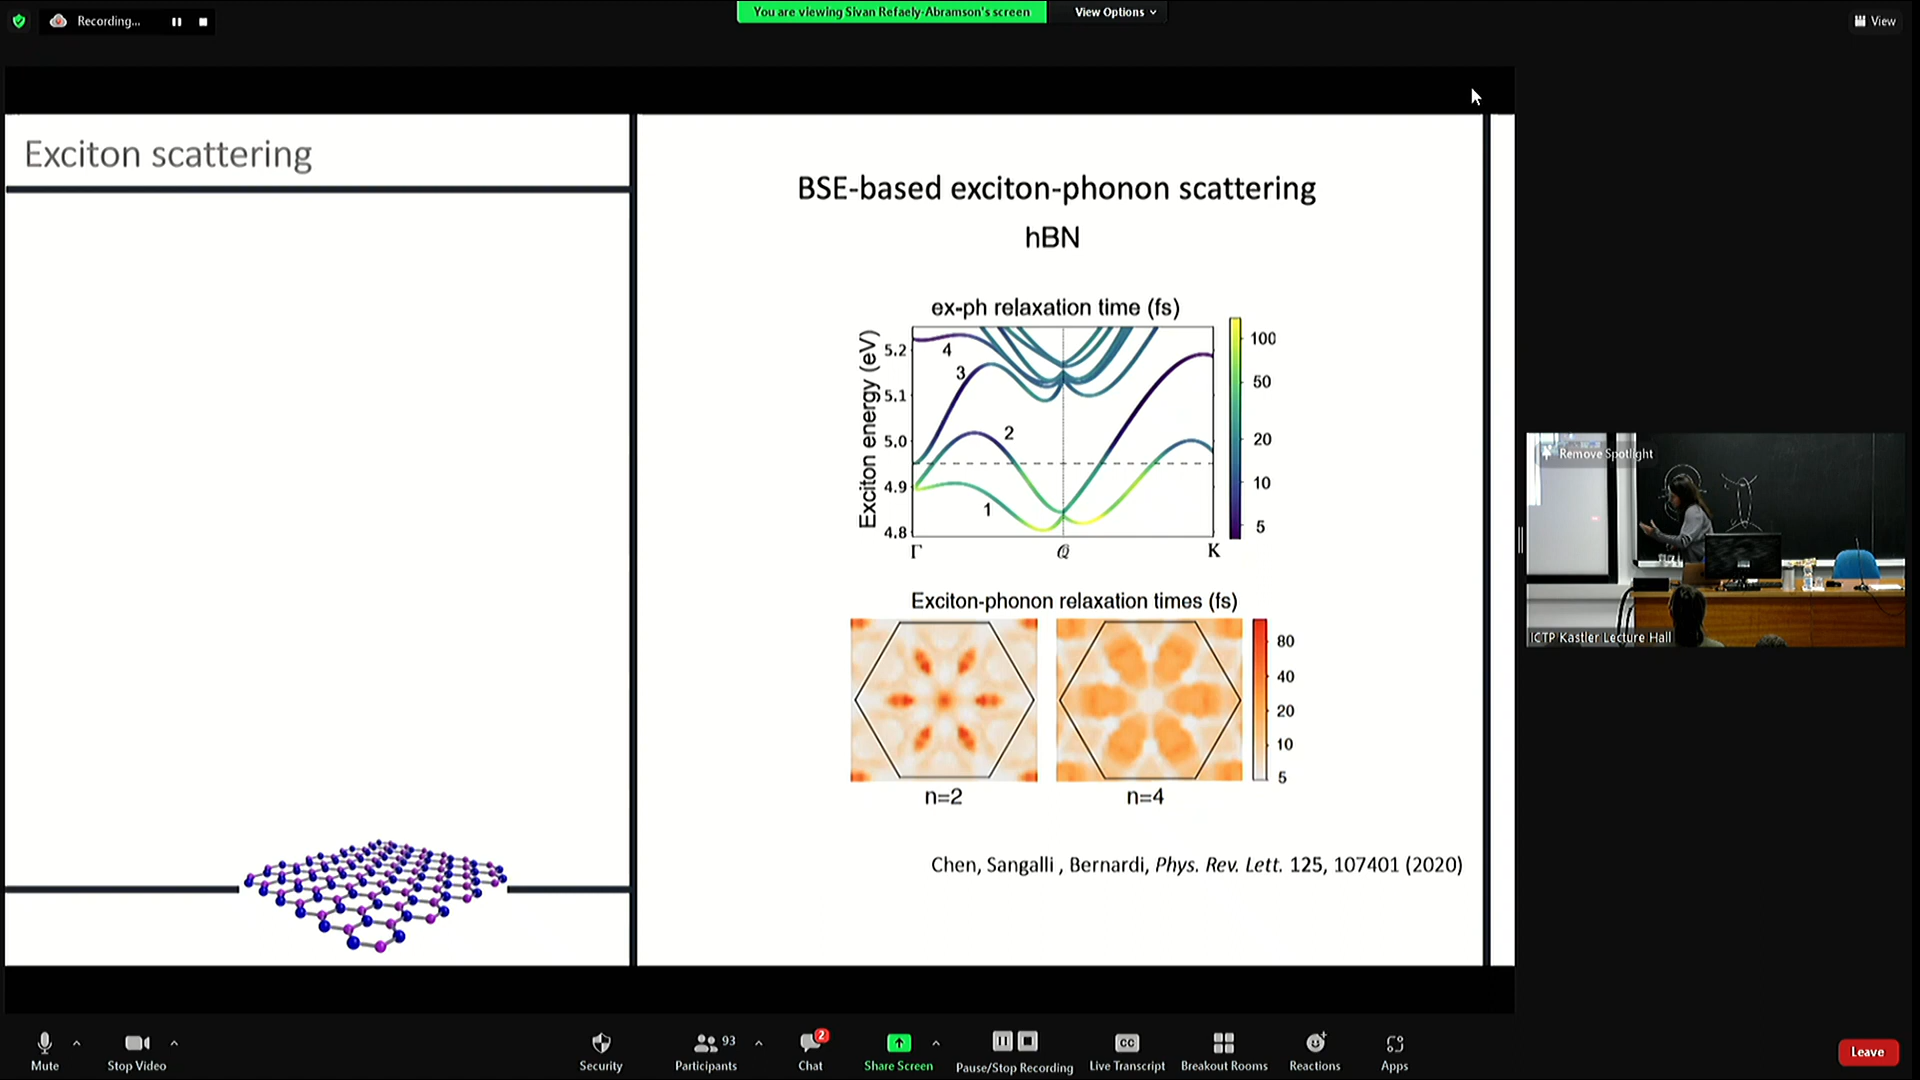 Recording...
You are viewing Sivan Refaely-Abramson's screen
View Options
View
Exciton scattering
BSE-based exciton-phonon scattering
hBN
ex-ph relaxation time (fs)
Exciton energy (eV)
5.2
5.1
5.0
4.9
4.8
4
3
2
1
Γ
Q
K
100
50
20
10
5
Exciton-phonon relaxation times (fs)
80
40
20
10
5
n=2
n=4
Chen, Sangalli , Bernardi, Phys. Rev. Lett. 125, 107401 (2020)
Remove Spotlight
ICTP Kastler Lecture Hall
Mute
Stop Video
Security
Participants
93
Chat
2
Share Screen
Pause/Stop Recording
CC
Live Transcript
Breakout Rooms
Reactions
Apps
Leave